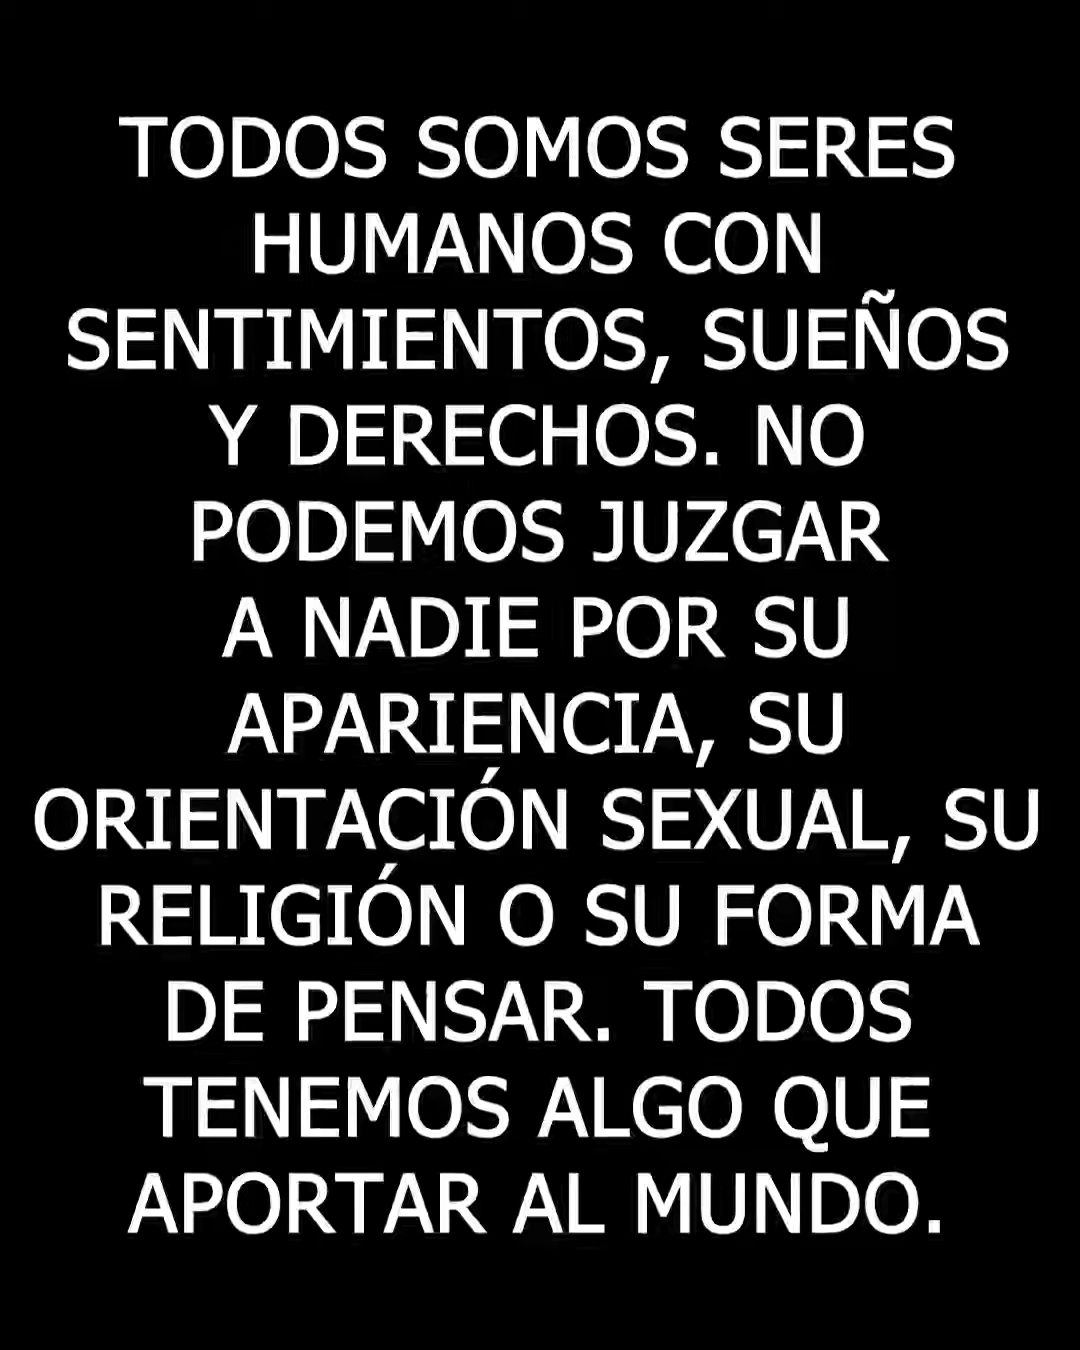 TODOS SOMOS SERES
HUMANOS CON
SENTIMIENTOS, SUEÑOS
Y DERECHOS. NO
PODEMOS JUZGAR
A NADIE POR SU
APARIENCIA, SU
ORIENTACIÓN SEXUAL, SU
RELIGIÓN O SU FORMA
DE PENSAR. TODOS
TENEMOS ALGO QUE
APORTAR AL MUNDO.